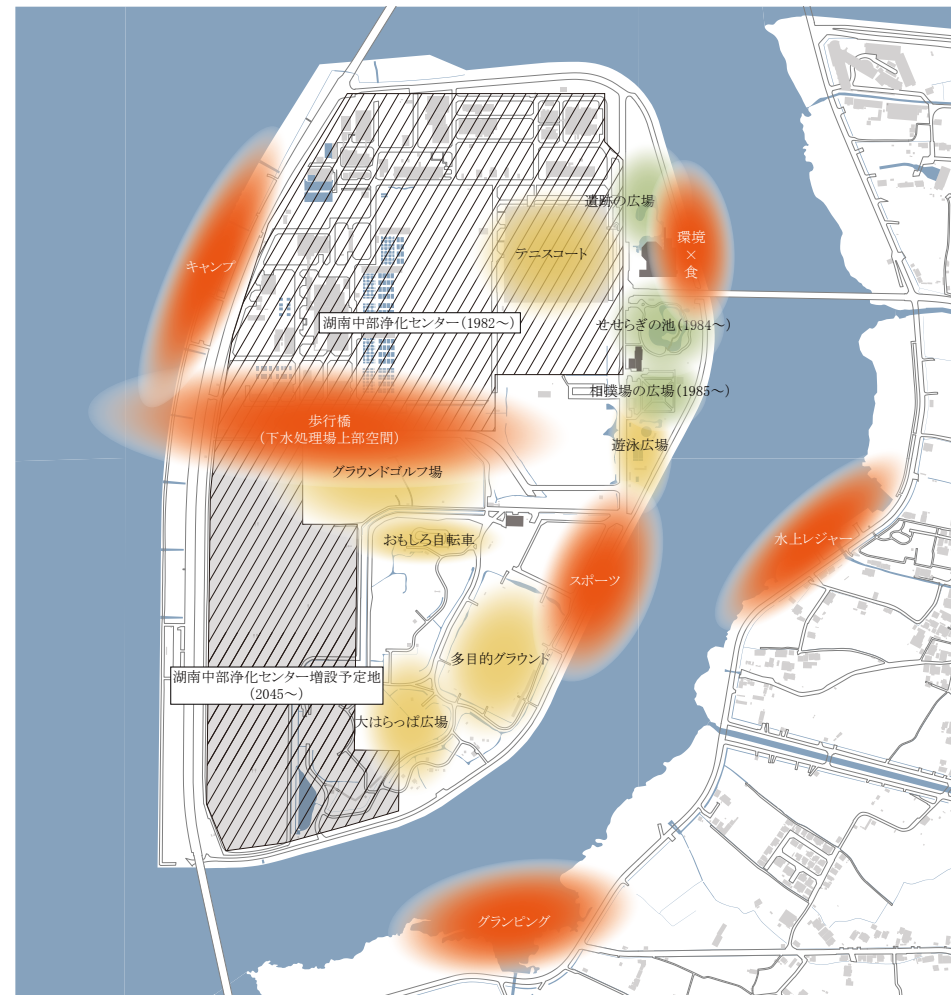 遺跡の広場
環境
×
食
テニスコート
キャンプ
湖南中部浄化センター(1982～)
せせらぎの池(1984～)
相撲場の広場(1985～)
歩行橋
(下水処理場上部空間)
遊泳広場
グラウンドゴルフ場
おもしろ自転車
水上レジャー
スポーツ
多目的グラウンド
湖南中部浄化センター増設予定地
(2045～)
大はらっぱ広場
グランピング